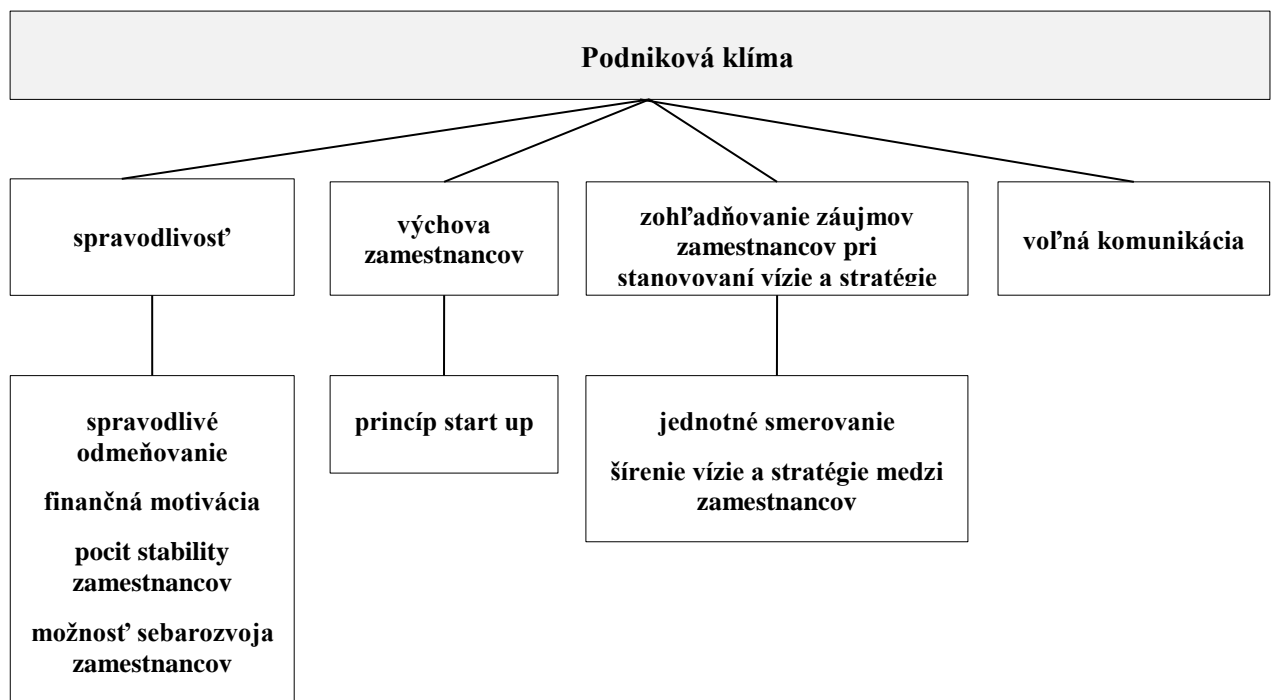 Podniková klíma
spravodlivosť
výchova
zamestnancov
zohľadňovanie záujmov
zamestnancov pri
stanovovaní vízie a stratégie
voľná komunikácia
spravodlivé
odmeňovanie
finančná motivácia
pocit stability
zamestnancov
možnosť sebarozvoja
zamestnancov
princíp start up
jednotné smerovanie
šírenie vízie a stratégie medzi
zamestnancov